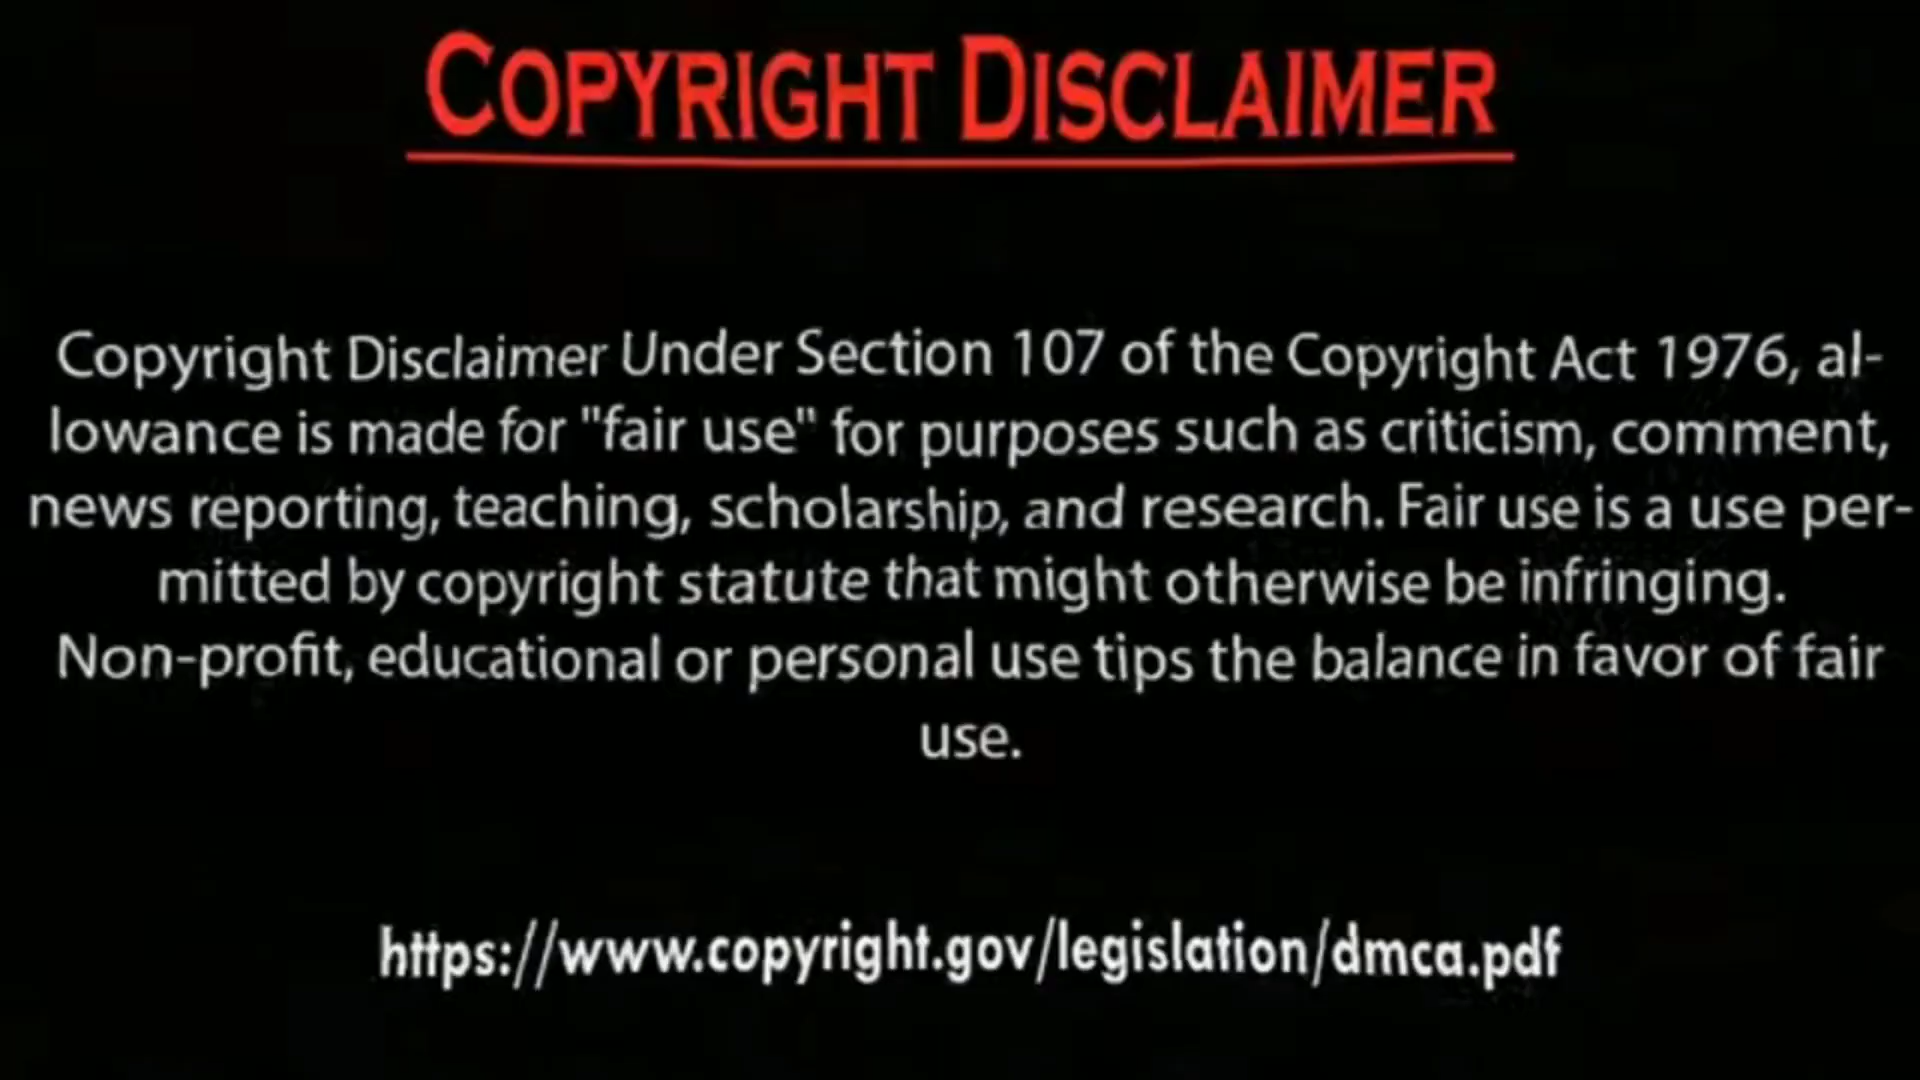 COPYRIGHT DISCLAIMER
Copyright Disclaimer Under Section 107 of the Copyright Act 1976, al-
lowance is made for "fair use" for purposes such as criticism, comment,
news reporting, teaching, scholarship, and research. Fair use is a use per-
mitted by copyright statute that might otherwise be infringing.
Non-profit, educational or personal use tips the balance in favor of fair
use.
https://www.copyright.gov/legislation/dmca.pdf